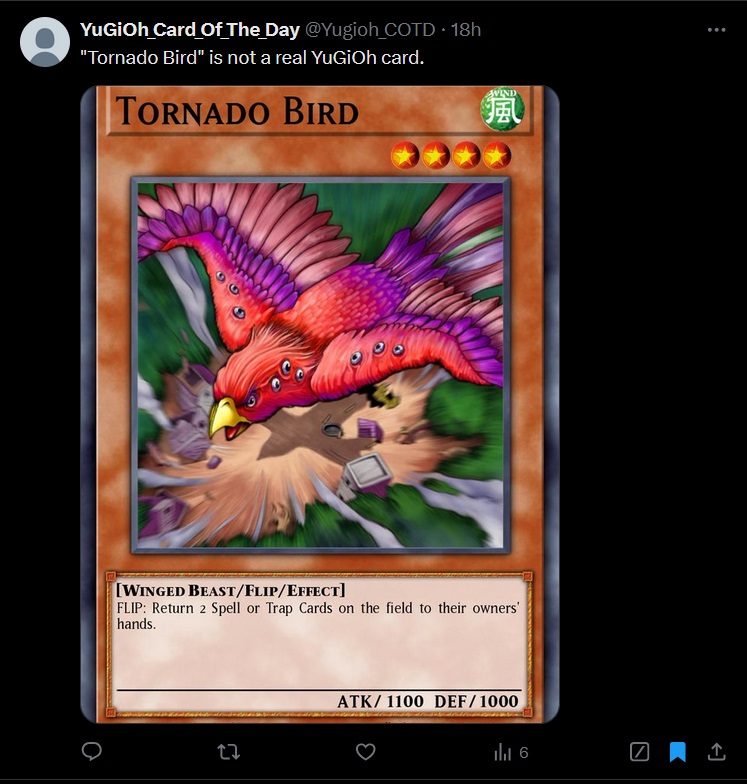 YuGiOh_Card_Of_The_Day @Yugioh_COTD · 18h
"Tornado Bird" is not a real YuGiOh card.
TORNADO BIRD
WIND
風
[WINGED BEAST/FLIP/EFFECT]
FLIP: Return 2 Spell or Trap Cards on the field to their owners'
hands.
ATK/ 1100 DEF/1000
6